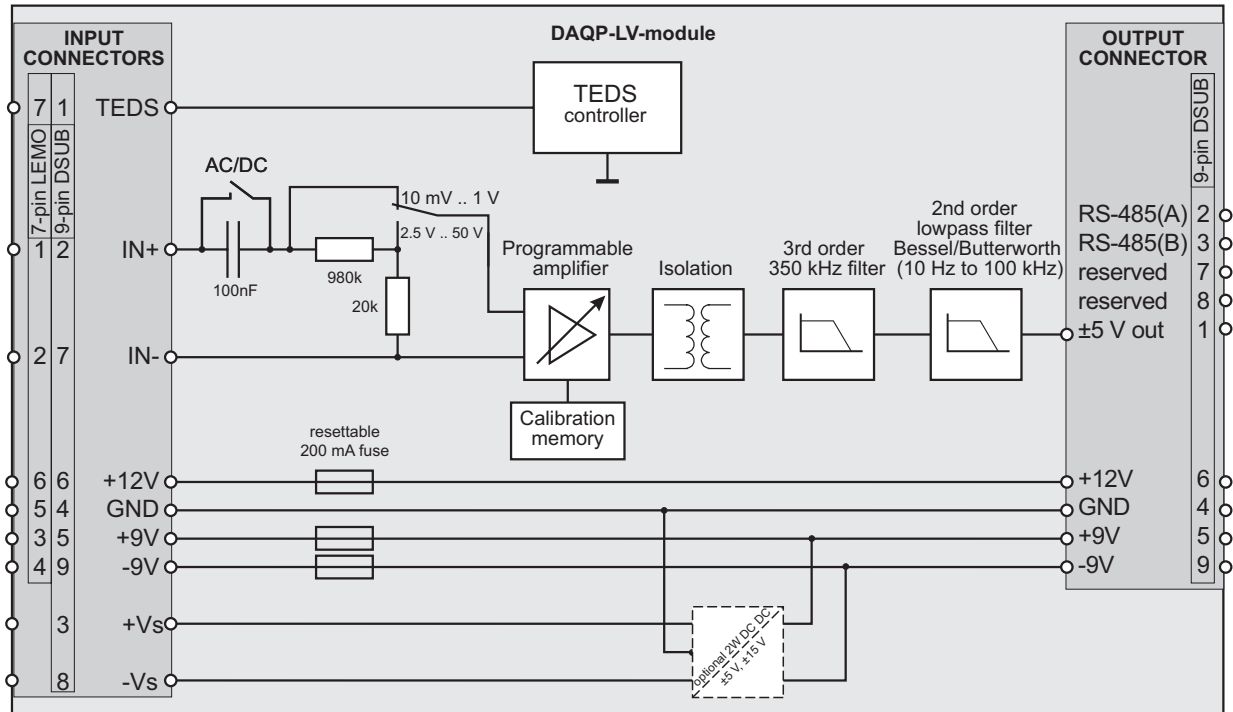 DAQP-LV-module
INPUT
CONNECTORS
7-pin LEMO
9-pin DSUB
7 1 TEDS
1 2 IN+
2 7 IN-
6 6 +12V
5 4 GND
3 5 +9V
4 9 -9V
3 +Vs
8 -Vs
TEDS
controller
AC/DC
100nF
10 mV .. 1 V
2.5 V .. 50 V
980k
20k
Programmable
amplifier
Calibration
memory
Isolation
3rd order
350 kHz filter
2nd order
lowpass filter
Bessel/Butterworth
(10 Hz to 100 kHz)
resettable
200 mA fuse
optional 2W DC DC
±5 V, ±15 V
OUTPUT
CONNECTOR
9-pin DSUB
RS-485(A) 2
RS-485(B) 3
reserved 7
reserved 8
±5 V out 1
+12V 6
GND 4
+9V 5
-9V 9